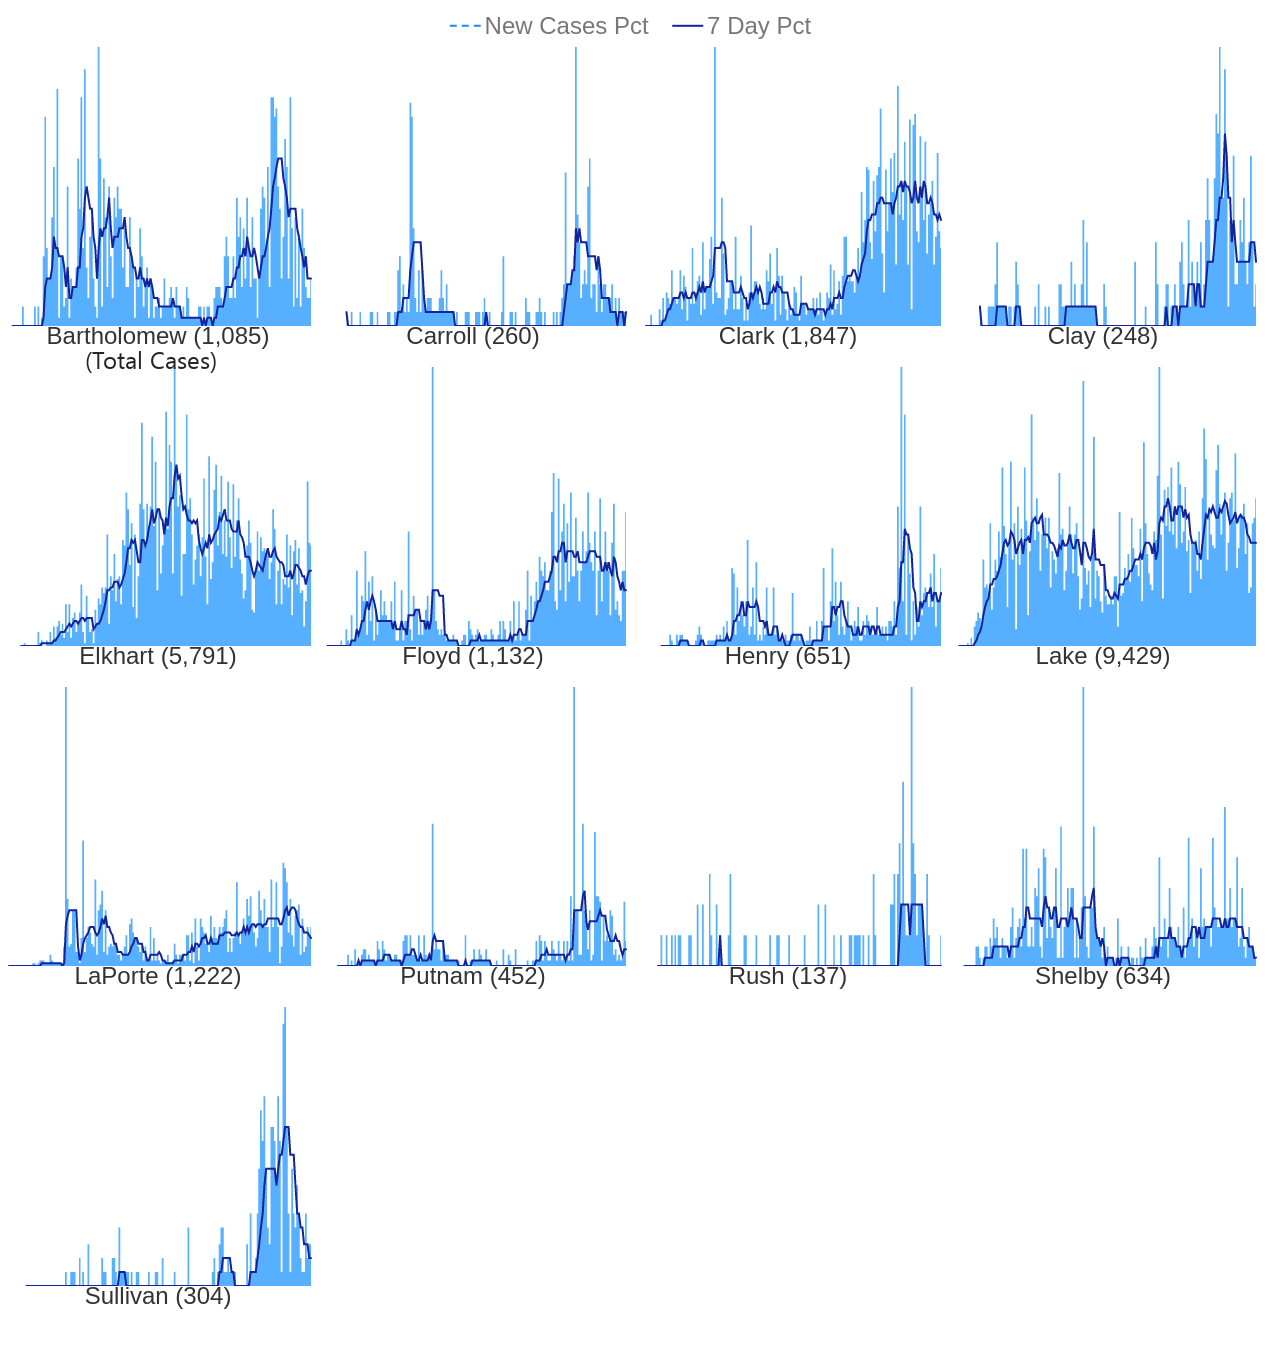 New Cases Pct 7 Day Pct
Bartholomew (1,085) Carroll (260) Clark (1,847) Clay (248)
(Total Cases)
Elkhart (5,791) Floyd (1,132) Henry (651) Lake (9,429)
LaPorte (1,222) Putnam (452) Rush (137) Shelby (634)
Sullivan (304)